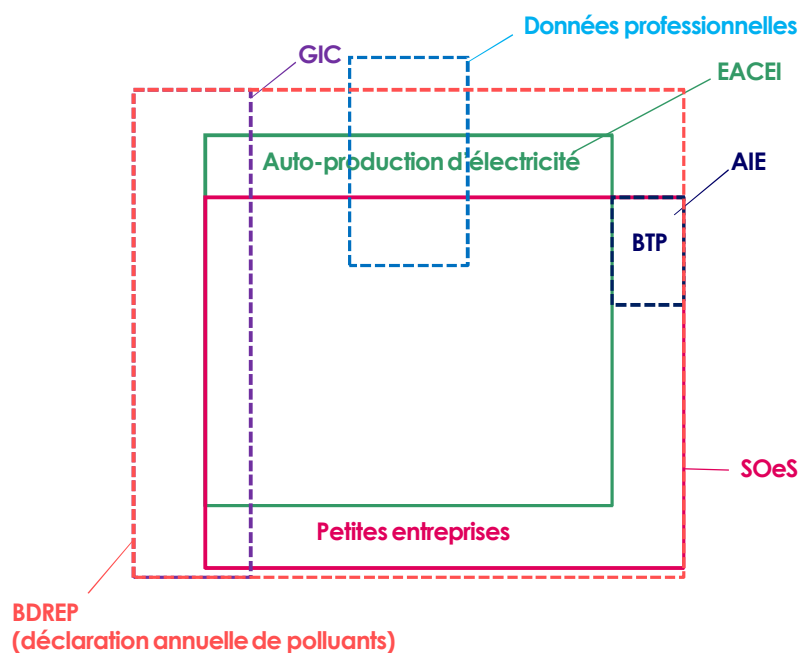 Données professionnelles
GIC
EACEI
Auto-production d'électricité
AIE
BTP
SOeS
Petites entreprises
BDREP
(déclaration annuelle de polluants)